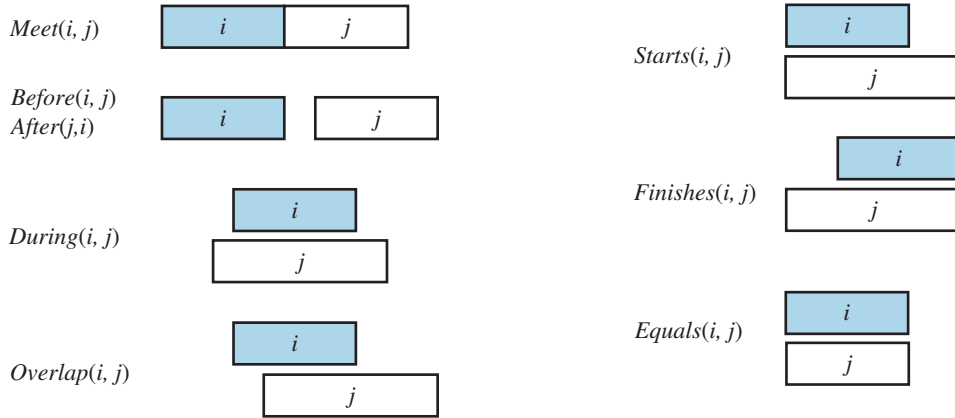 Meet(i, j)
i
j
Before(i, j)
After(j,i)
i
j
During(i, j)
i
j
Overlap(i, j)
i
j
Starts(i, j)
i
j
Finishes(i, j)
i
j
Equals(i, j)
i
j